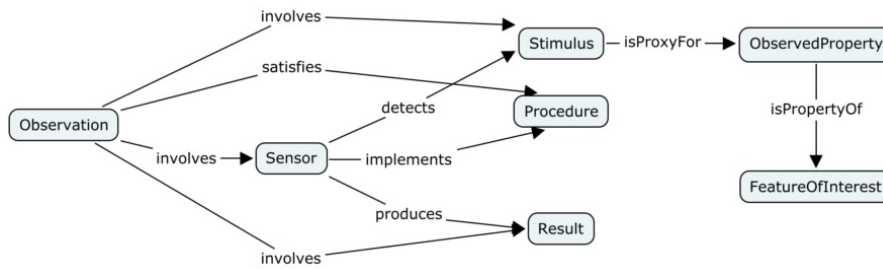 involves
Stimulus
isProxyFor
ObservedProperty
satisfies
detects
Procedure
isPropertyOf
Observation
involves
Sensor
implements
FeatureOfInterest
produces
Result
involves